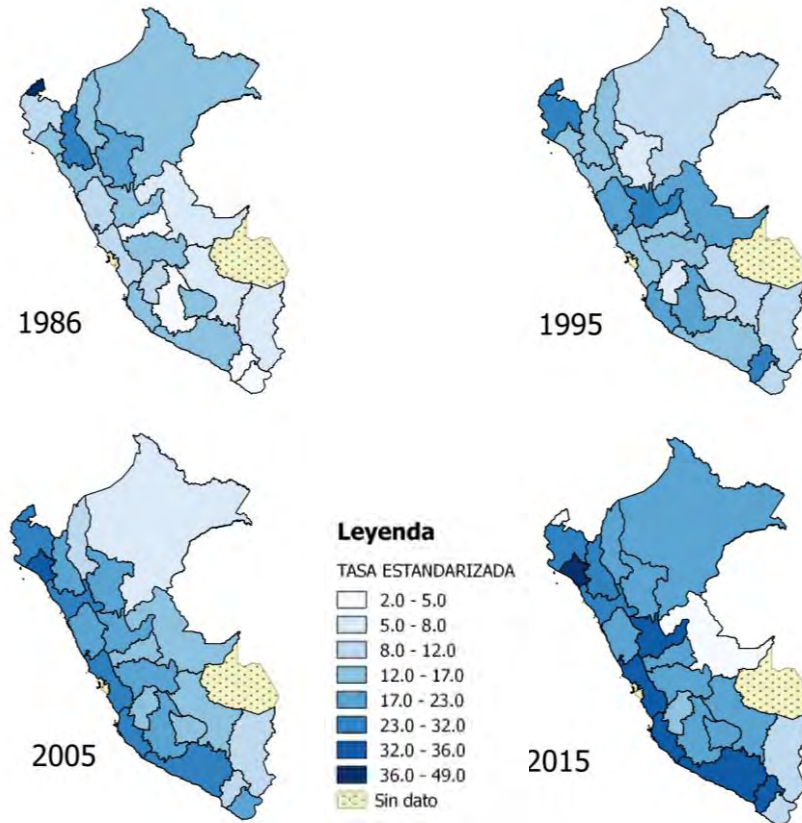 1986
1995
2005
Leyenda
TASA ESTANDARIZADA
2.0 - 5.0
5.0 - 8.0
8.0 - 12.0
12.0 - 17.0
17.0 - 23.0
23.0 - 32.0
32.0 - 36.0
36.0 - 49.0
Sin dato
2015